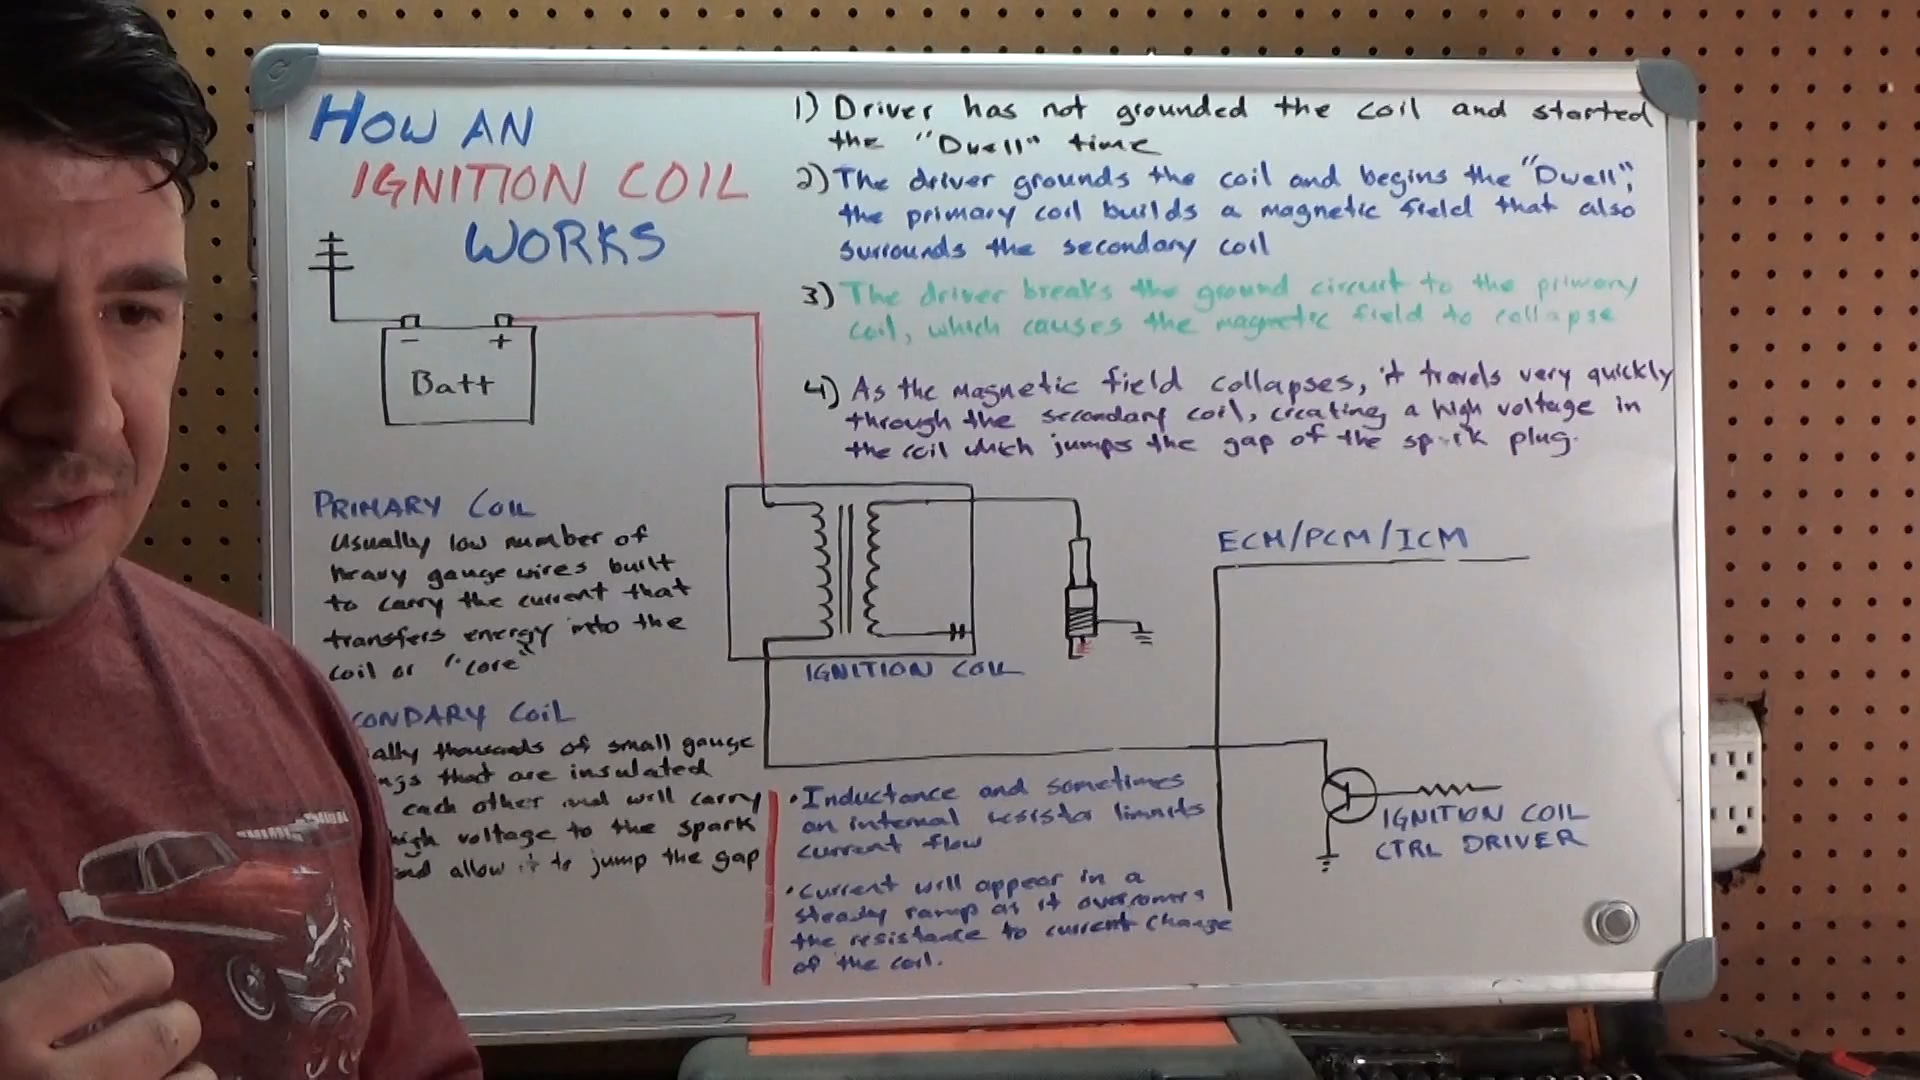 HOW AN
IGNITION COIL
WORKS
1) Driver has not grounded the coil and started
the "Dwell" time
2) The driver grounds the coil and begins the "Dwell",
the primary coil builds a magnetic field that also
surrounds the secondary coil
3) The driver breaks the ground circuit to the primary
coil, which causes the magnetic field to collapse
4) As the magnetic field collapses, it travels very quickly
through the secondary coil, creating a high voltage in
the coil which jumps the gap of the spark plug.
- +
Batt
PRIMARY COIL
Usually low number of
heavy gauge wires built
to carry the current that
transfers energy into the
coil or "core"
IGNITION COIL
ECM/PCM/ICM
CONDARY COIL
ally thousands of small gauge
ngs that are insulated
each other and will carry
high voltage to the spark
and allow it to jump the gap
• Inductance and sometimes
an internal resistor limits
current flow
• Current will appear in a
steady ramp as it overcomes
the resistance to current change
of the coil.
IGNITION COIL
CTRL DRIVER